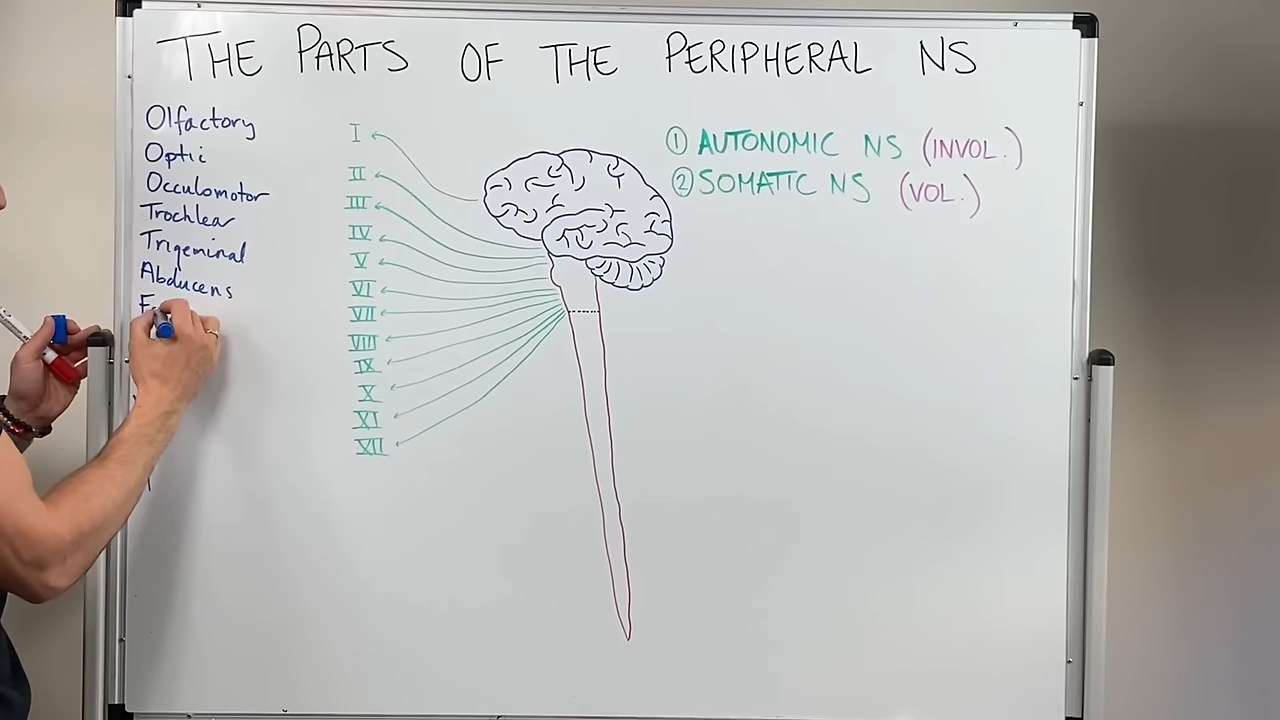 THE PARTS OF THE PERIPHERAL NS
Olfactory
Optic
Occulomotor
Trochlear
Trigeminal
Abducens
I
II
III
IV
V
VI
VII
VIII
IX
X
XI
XII
① AUTONOMIC NS (INVOL.)
② SOMATIC NS (VOL.)